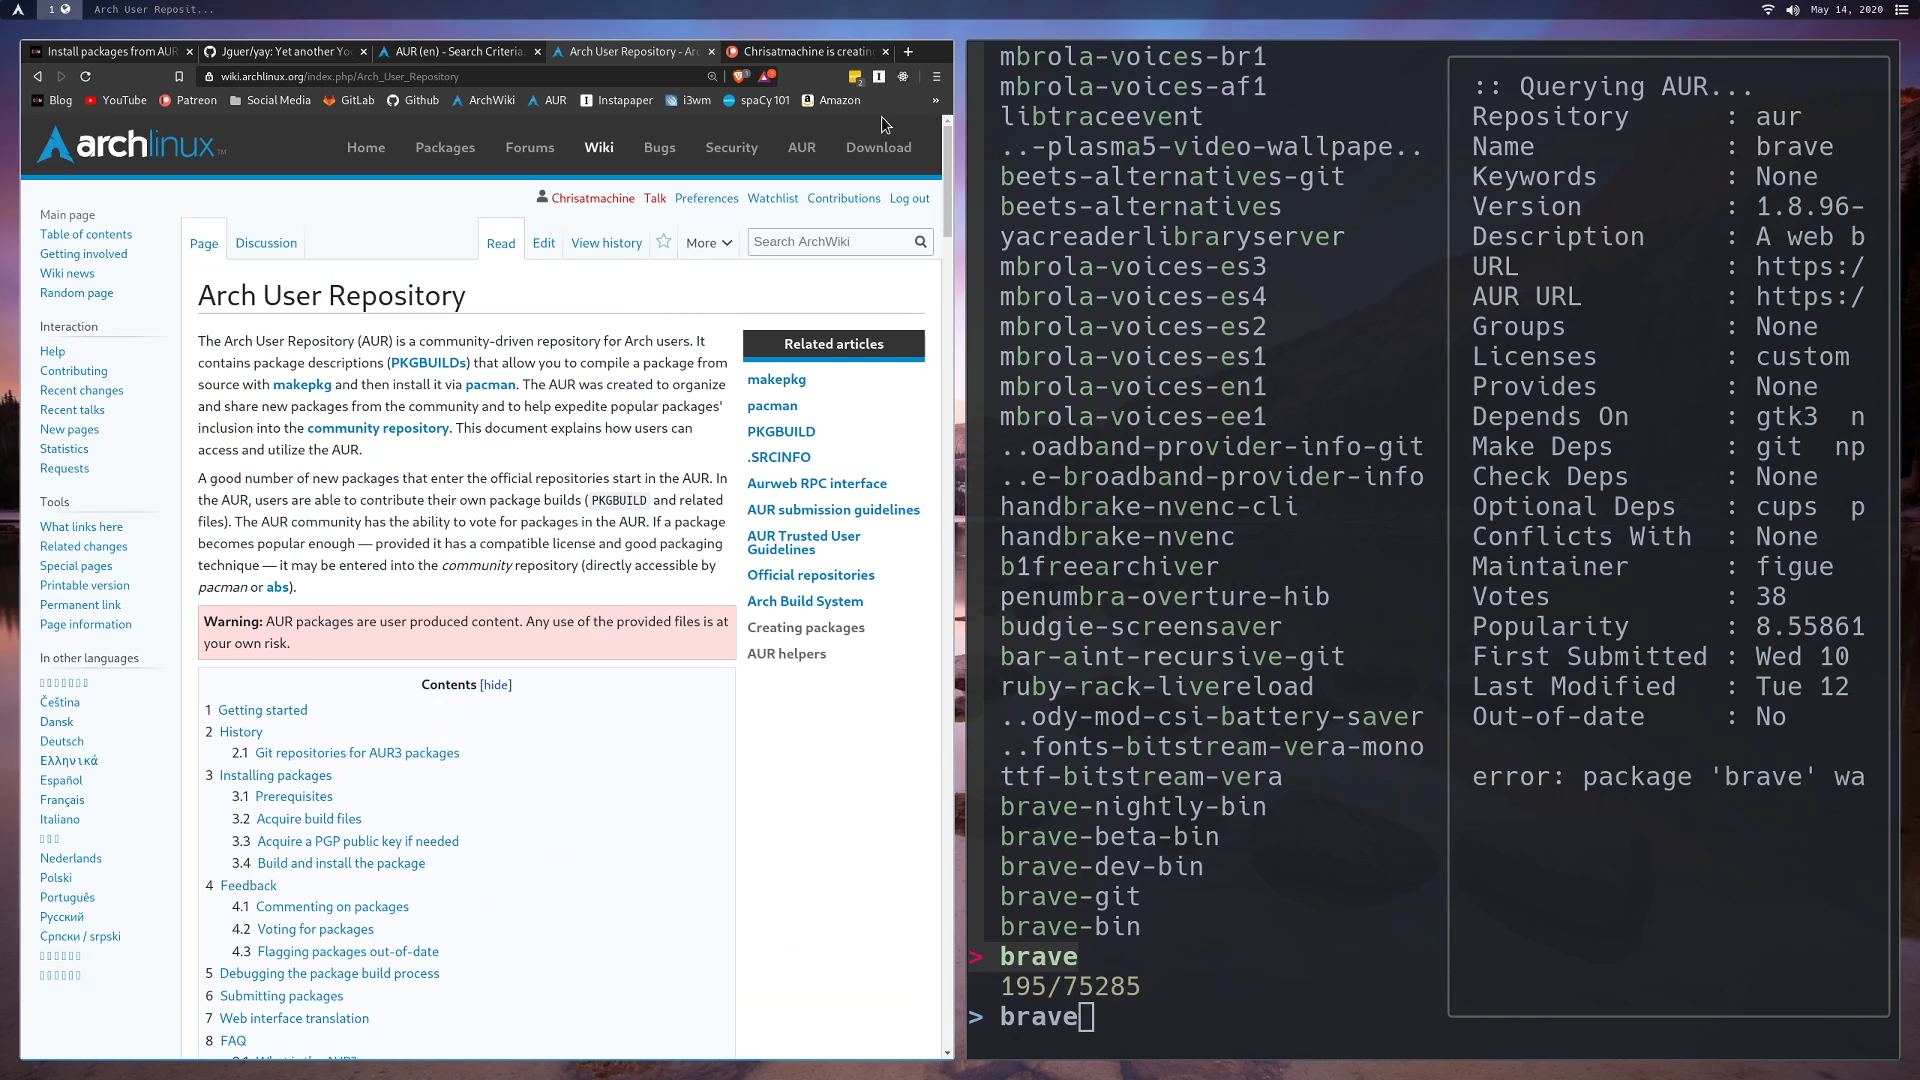 1
Arch User Reposit...
May 14, 2020
Install packages from AUR
Jguer/yay: Yet another Yo
AUR (en) - Search Criteria:
Arch User Repository - Ar
Chrisatmachine is creatin
wiki.archlinux.org/index.php/Arch_User_Repository
Blog
YouTube
Patreon
Social Media
GitLab
Github
ArchWiki
AUR
Instapaper
i3wm
spaCy 101
Amazon
»
archlinux™
Home
Packages
Forums
Wiki
Bugs
Security
AUR
Download
Chrisatmachine Talk Preferences Watchlist Contributions Log out
Main page
Table of contents
Getting involved
Wiki news
Random page
Interaction
Help
Contributing
Recent changes
Recent talks
New pages
Statistics
Requests
Tools
What links here
Related changes
Special pages
Printable version
Permanent link
Page information
In other languages
Čeština
Dansk
Deutsch
Ελληνικά
Español
Français
Italiano
Nederlands
Polski
Português
Русский
Српски / srpski
Page
Discussion
Read
Edit
View history
More
Search ArchWiki
Arch User Repository
The Arch User Repository (AUR) is a community-driven repository for Arch users. It
contains package descriptions (PKGBUILDs) that allow you to compile a package from
source with makepkg and then install it via pacman. The AUR was created to organize
and share new packages from the community and to help expedite popular packages'
inclusion into the community repository. This document explains how users can
access and utilize the AUR.
A good number of new packages that enter the official repositories start in the AUR. In
the AUR, users are able to contribute their own package builds ( PKGBUILD and related
files). The AUR community has the ability to vote for packages in the AUR. If a package
becomes popular enough — provided it has a compatible license and good packaging
technique — it may be entered into the community repository (directly accessible by
pacman or abs).
Warning: AUR packages are user produced content. Any use of the provided files is at
your own risk.
Contents [hide]
1 Getting started
2 History
2.1 Git repositories for AUR3 packages
3 Installing packages
3.1 Prerequisites
3.2 Acquire build files
3.3 Acquire a PGP public key if needed
3.4 Build and install the package
4 Feedback
4.1 Commenting on packages
4.2 Voting for packages
4.3 Flagging packages out-of-date
5 Debugging the package build process
6 Submitting packages
7 Web interface translation
8 FAQ
Related articles
makepkg
pacman
PKGBUILD
.SRCINFO
Aurweb RPC interface
AUR submission guidelines
AUR Trusted User
Guidelines
Official repositories
Arch Build System
Creating packages
AUR helpers
mbrola-voices-br1
mbrola-voices-af1
libtraceevent
..-plasma5-video-wallpape..
beets-alternatives-git
beets-alternatives
yacreaderlibraryserver
mbrola-voices-es3
mbrola-voices-es4
mbrola-voices-es2
mbrola-voices-es1
mbrola-voices-en1
mbrola-voices-ee1
..oadband-provider-info-git
..e-broadband-provider-info
handbrake-nvenc-cli
handbrake-nvenc
b1freearchiver
penumbra-overture-hib
budgie-screensaver
bar-aint-recursive-git
ruby-rack-livereload
..ody-mod-csi-battery-saver
..fonts-bitstream-vera-mono
ttf-bitstream-vera
brave-nightly-bin
brave-beta-bin
brave-dev-bin
brave-git
brave-bin
> brave
195/75285
> brave
:: Querying AUR...
Repository : aur
Name : brave
Keywords : None
Version : 1.8.96-
Description : A web b
URL : https:/
AUR URL : https:/
Groups : None
Licenses : custom
Provides : None
Depends On : gtk3 n
Make Deps : git np
Check Deps : None
Optional Deps : cups p
Conflicts With : None
Maintainer : figue
Votes : 38
Popularity : 8.55861
First Submitted : Wed 10
Last Modified : Tue 12
Out-of-date : No
error: package 'brave' wa